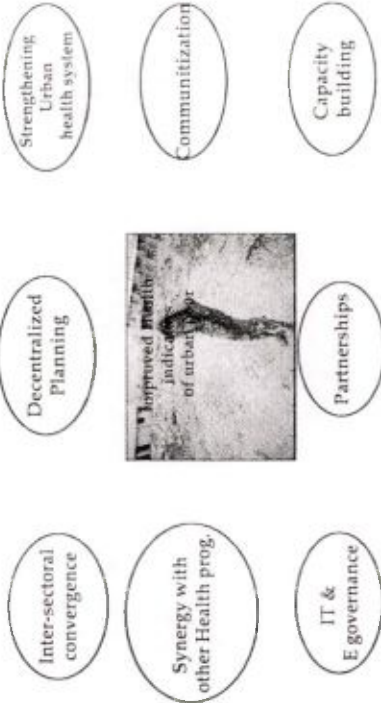 Inter-sectoral
convergence
Decentralized
Planning
Strengthening
Urban
health system
Synergy with
other Health prog.
Improved health
of urban
Communitization
IT &
E governance
Partnerships
Capacity
building